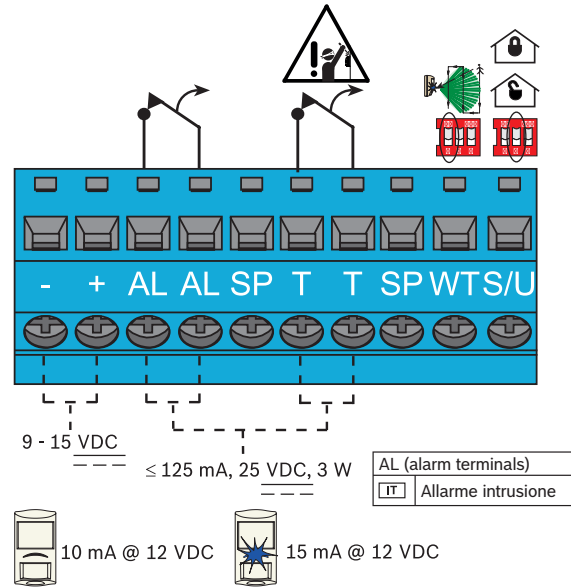 - + AL AL SP T T SP WT S/U
9 - 15 VDC
≤ 125 mA, 25 VDC, 3 W
AL (alarm terminals)
IT Allarme intrusione
10 mA @ 12 VDC
15 mA @ 12 VDC